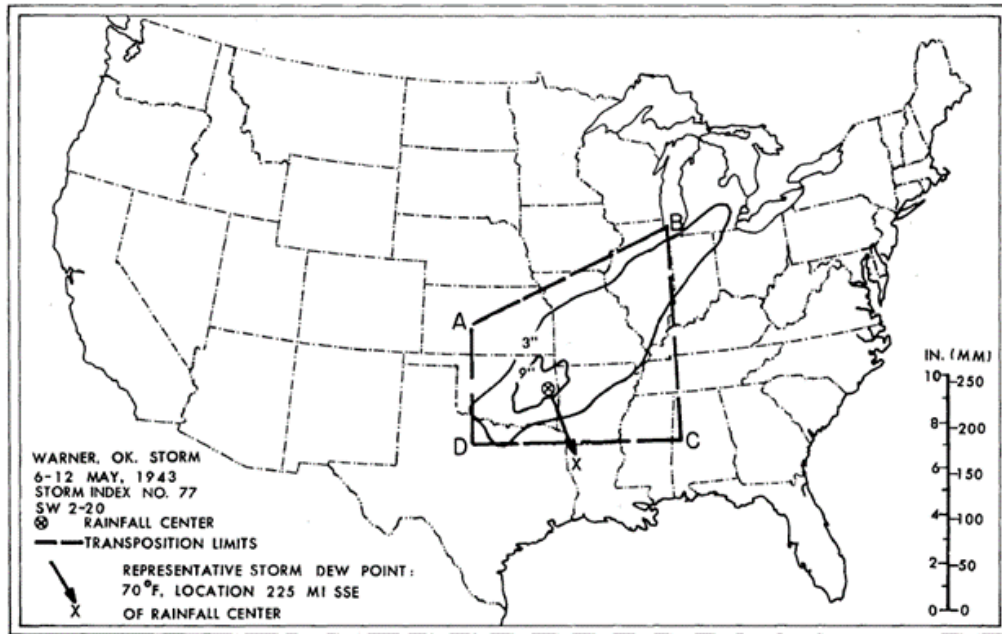 B
A
3"
9"
D
C
X
IN. (MM)
10 250
8 200
6 150
4 100
2 50
0 0
WARNER, OK. STORM
6-12 MAY, 1943
STORM INDEX NO. 77
SW 2-20
RAINFALL CENTER
TRANSPOSITION LIMITS
REPRESENTATIVE STORM DEW POINT:
70°F, LOCATION 225 MI SSE
X OF RAINFALL CENTER